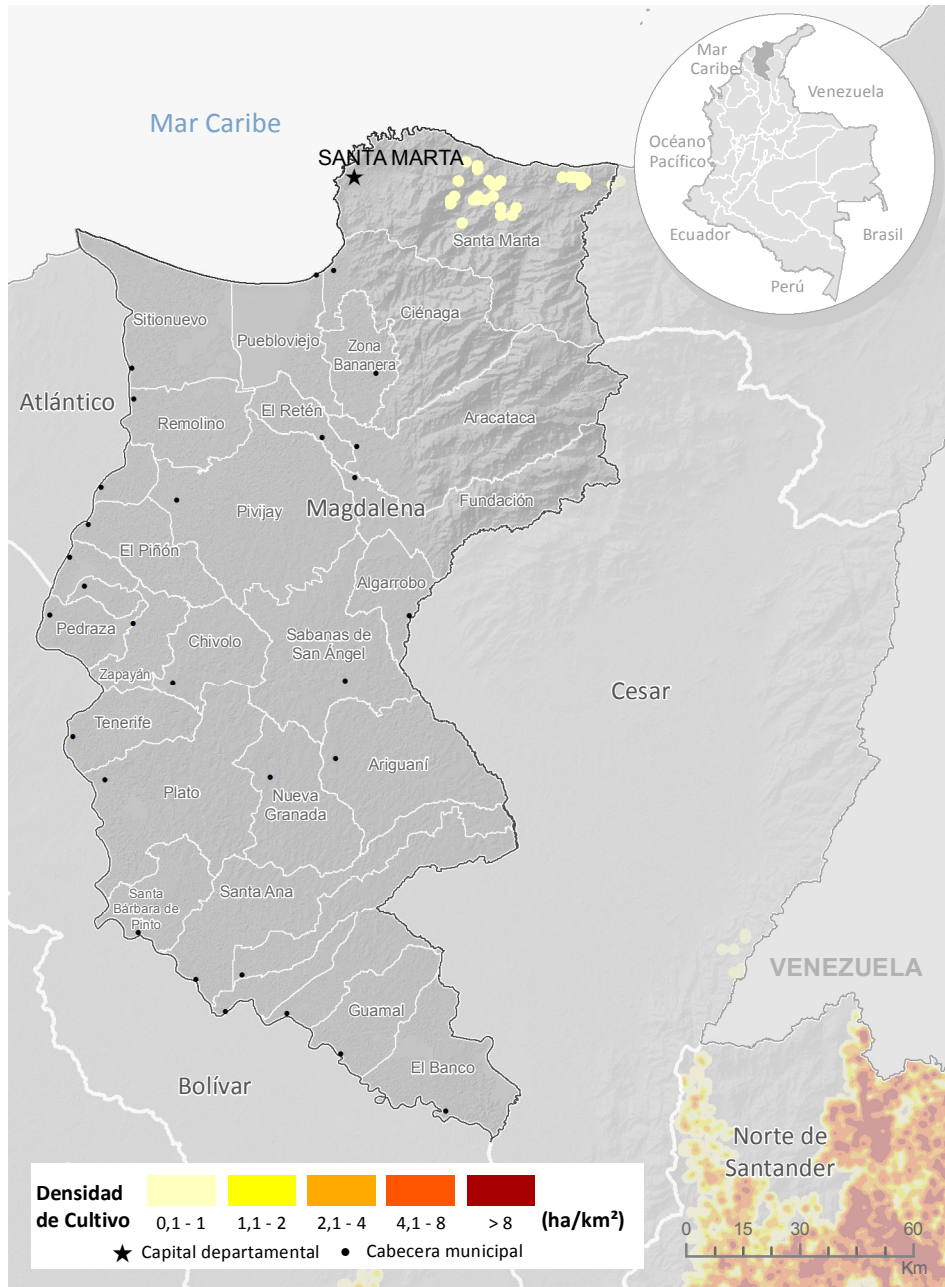 Mar
Caribe
Venezuela
Océano
Pacífico
Ecuador
Brasil
Perú
Mar Caribe
SANTA MARTA
Santa Marta
Sitionuevo
Puebloviejo
Ciénaga
Zona
Bananera
Atlántico
Remolino
El Retén
Aracataca
Pivijay
Magdalena
Fundación
El Piñón
Algarrobo
Pedraza
Chivolo
Sabanas de
San Ángel
Zapayán
Cesar
Tenerife
Plato
Nueva
Granada
Ariguaní
Santa
Bárbara de
Pinto
Santa Ana
VENEZUELA
Guamal
El Banco
Bolívar
Norte de
Santander
Densidad
de Cultivo
0,1 - 1
1,1 - 2
2,1 - 4
4,1 - 8
> 8
(ha/km²)
Capital departamental
Cabecera municipal
0 15 30 60
Km